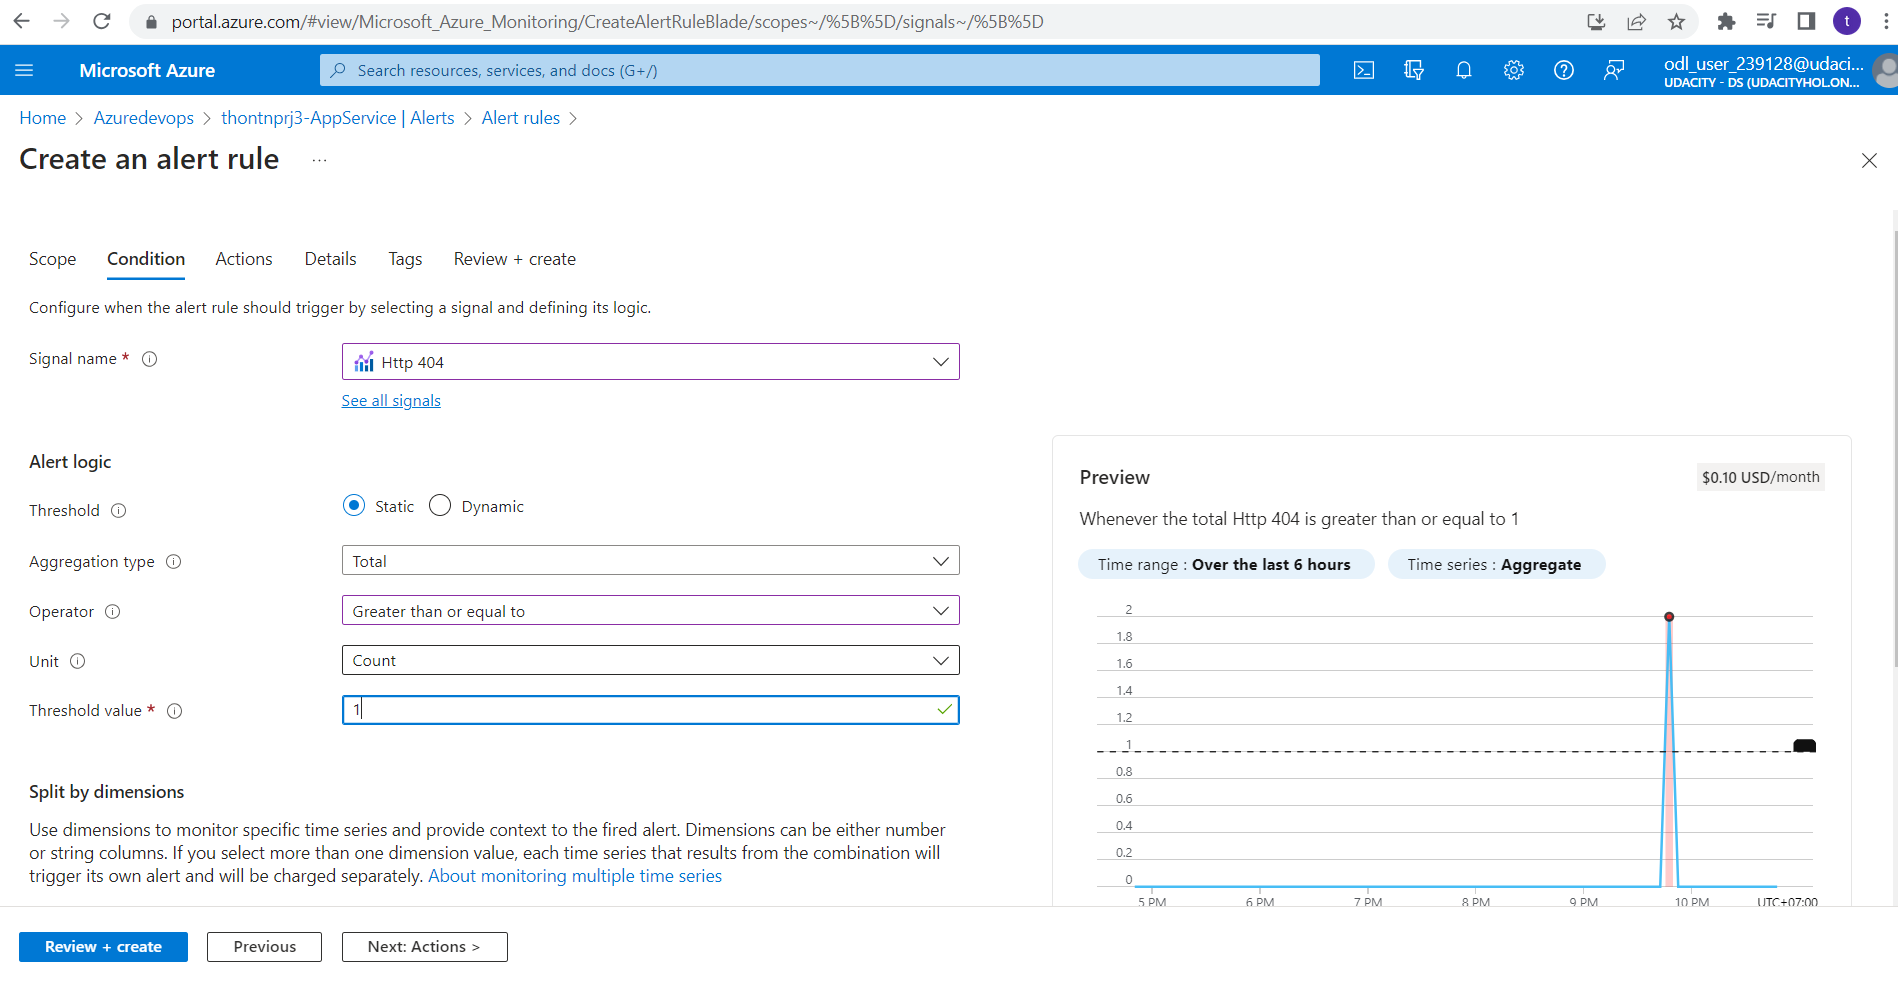 portal.azure.com/#view/Microsoft_Azure_Monitoring/CreateAlertRuleBlade/scopes~/%5B%5D/signals~/%5B%5D
t
Microsoft Azure
Search resources, services, and docs (G+/)
odl_user_239128@udaci...
UDACITY - DS (UDACITYHOL.ON...
Home > Azuredevops > thontnprj3-AppService | Alerts > Alert rules >
Create an alert rule ...
Scope Condition Actions Details Tags Review + create
Configure when the alert rule should trigger by selecting a signal and defining its logic.
Signal name * Http 404
See all signals
Alert logic
Threshold Static Dynamic
Aggregation type Total
Operator Greater than or equal to
Unit Count
Threshold value * 1
Split by dimensions
Use dimensions to monitor specific time series and provide context to the fired alert. Dimensions can be either number
or string columns. If you select more than one dimension value, each time series that results from the combination will
trigger its own alert and will be charged separately. About monitoring multiple time series
Preview $0.10 USD/month
Whenever the total Http 404 is greater than or equal to 1
Time range : Over the last 6 hours Time series : Aggregate
2
1.8
1.6
1.4
1.2
1
0.8
0.6
0.4
0.2
0
5 PM 6 PM 7 PM 8 PM 9 PM 10 PM UTC+07:00
Review + create Previous Next: Actions >